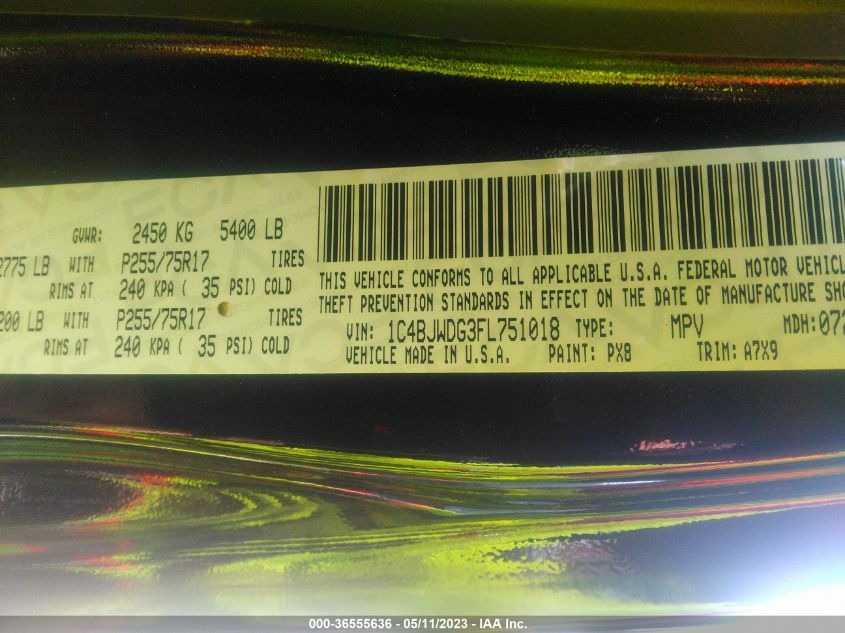 GVWR: 2450 KG 5400 LB
2775 LB WITH P255/75R17 TIRES
RIMS AT 240 KPA ( 35 PSI) COLD
200 LB WITH P255/75R17 TIRES
RIMS AT 240 KPA ( 35 PSI) COLD
THIS VEHICLE CONFORMS TO ALL APPLICABLE U.S.A. FEDERAL MOTOR VEHICL
THEFT PREVENTION STANDARDS IN EFFECT ON THE DATE OF MANUFACTURE SHO
VIN: 1C4BJWDG3FL751018 TYPE: MPV MDH:072
VEHICLE MADE IN U.S.A. PAINT: PX8 TRIM: A7X9
000-36555636 - 05/11/2023 - IAA Inc.